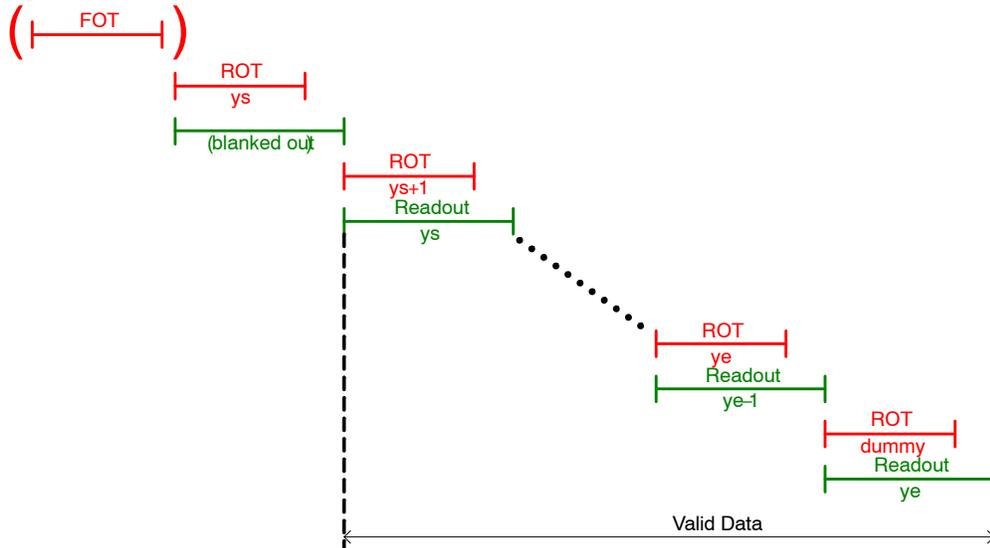 ( FOT )
ROT
ys
(blanked out)
ROT
ys+1
Readout
ys
ROT
ye
Readout
ye–1
ROT
dummy
Readout
ye
Valid Data